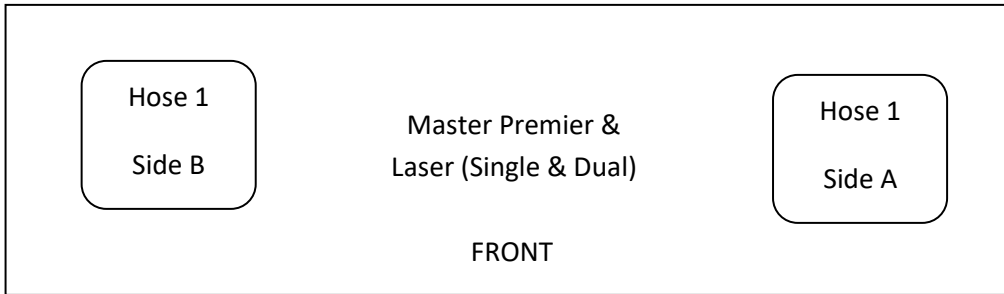 Hose 1
Side B
Master Premier &
Laser (Single & Dual)
Hose 1
Side A
FRONT